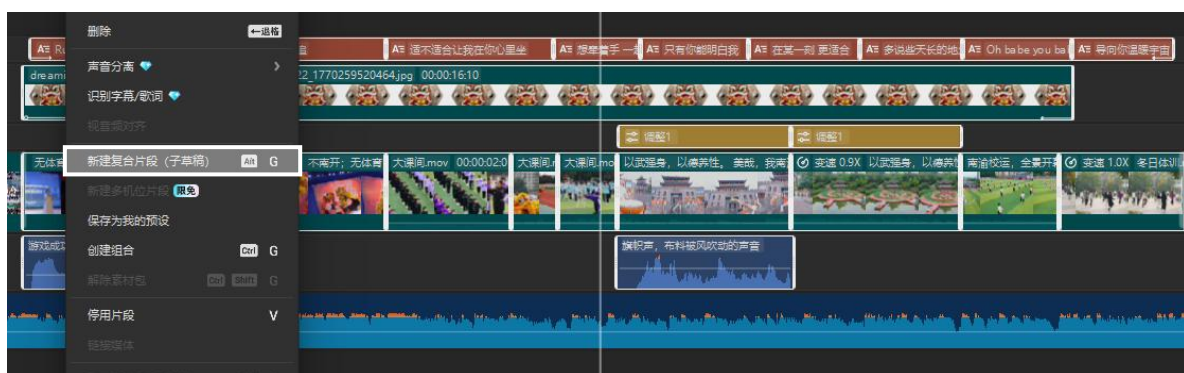 删除 ←退格
声音分离 >
识别字幕/歌词
视音频对齐
新建复合片段（子草稿） Alt G
新建多机位片段 限免
保存为我的预设
创建组合 Ctrl G
解除素材包 Ctrl Shift G
停用片段 V
链接媒体
A 适不适合让我在你心里坐
A 只有你能明白我
A 在某一刻 更适合
A 多说些天长的地
A Oh babe you ba
A 导向你温暖宇宙
dreami
22_1770259520464.jpg 00:00:16:10
调整1
调整1
无体育
不南开；无体育
大课间.mov 00:00:02:0
大课间.r
大课间.mo
以武强身，以德养性。 美哉，我南
变速 0.9X 以武强身，以德养性
南渝校运，全景开
变速 1.0X 冬日体训
游戏成功
旗帜声，布料被风吹动的声音